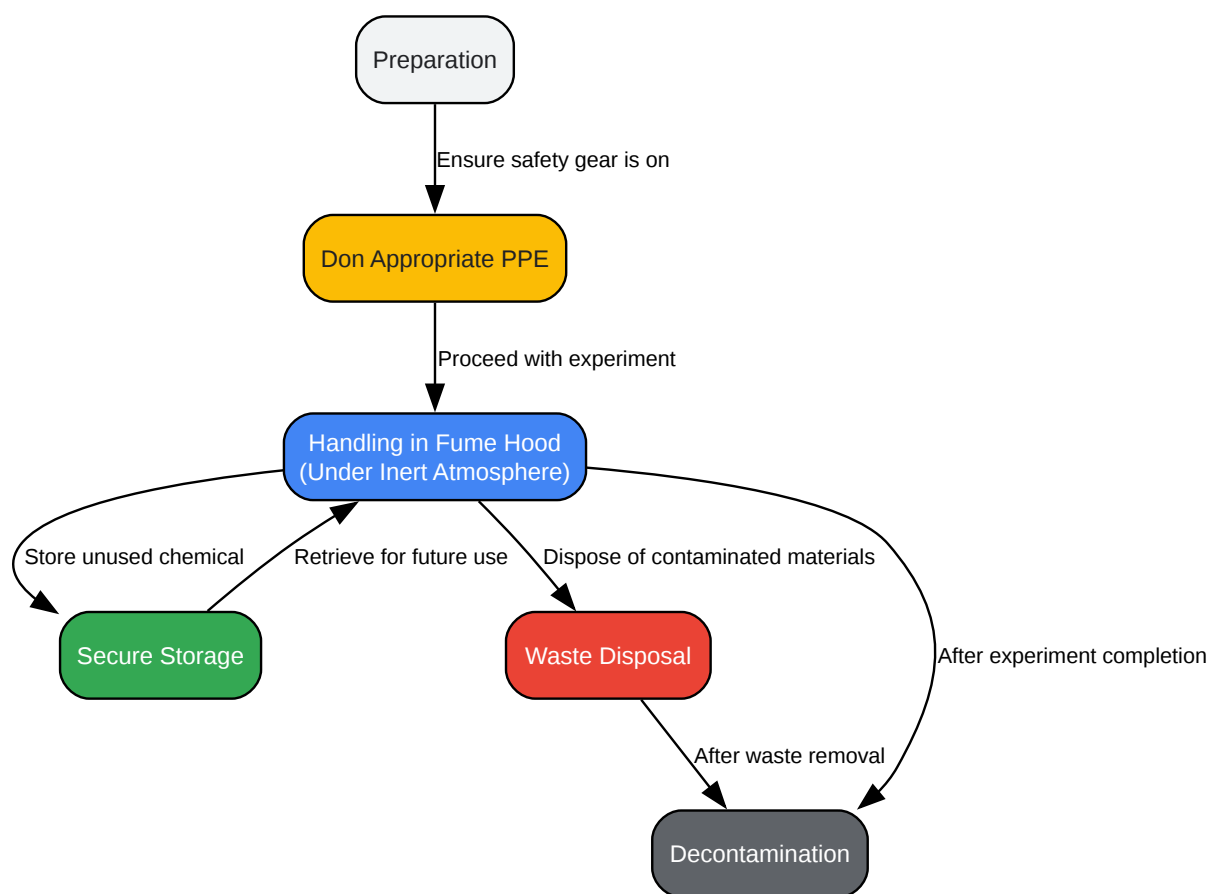 Preparation
Ensure safety gear is on
Don Appropriate PPE
Proceed with experiment
Handling in Fume Hood
(Under Inert Atmosphere)
Store unused chemical
Retrieve for future use
Dispose of contaminated materials
Secure Storage
Waste Disposal
After experiment completion
After waste removal
Decontamination